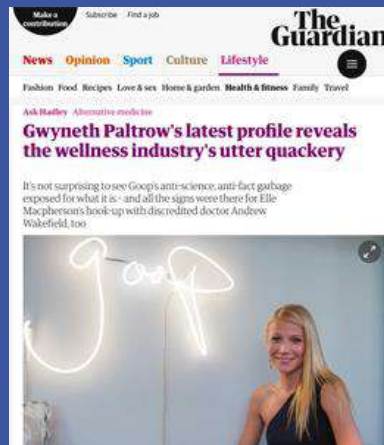 Make a
contribution
Subscribe Find a job
The
Guardian
News Opinion Sport Culture Lifestyle
Fashion Food Recipes Love & sex Home & garden Health & fitness Family Travel
Ask Hadley Alternative medicine
Gwyneth Paltrow's latest profile reveals
the wellness industry's utter quackery
It's not surprising to see Goop's anti-science, anti-fact garbage
exposed for what it is - and all the signs were there for Elle
Macpherson's hook-up with discredited doctor Andrew
Wakefield, too
goop